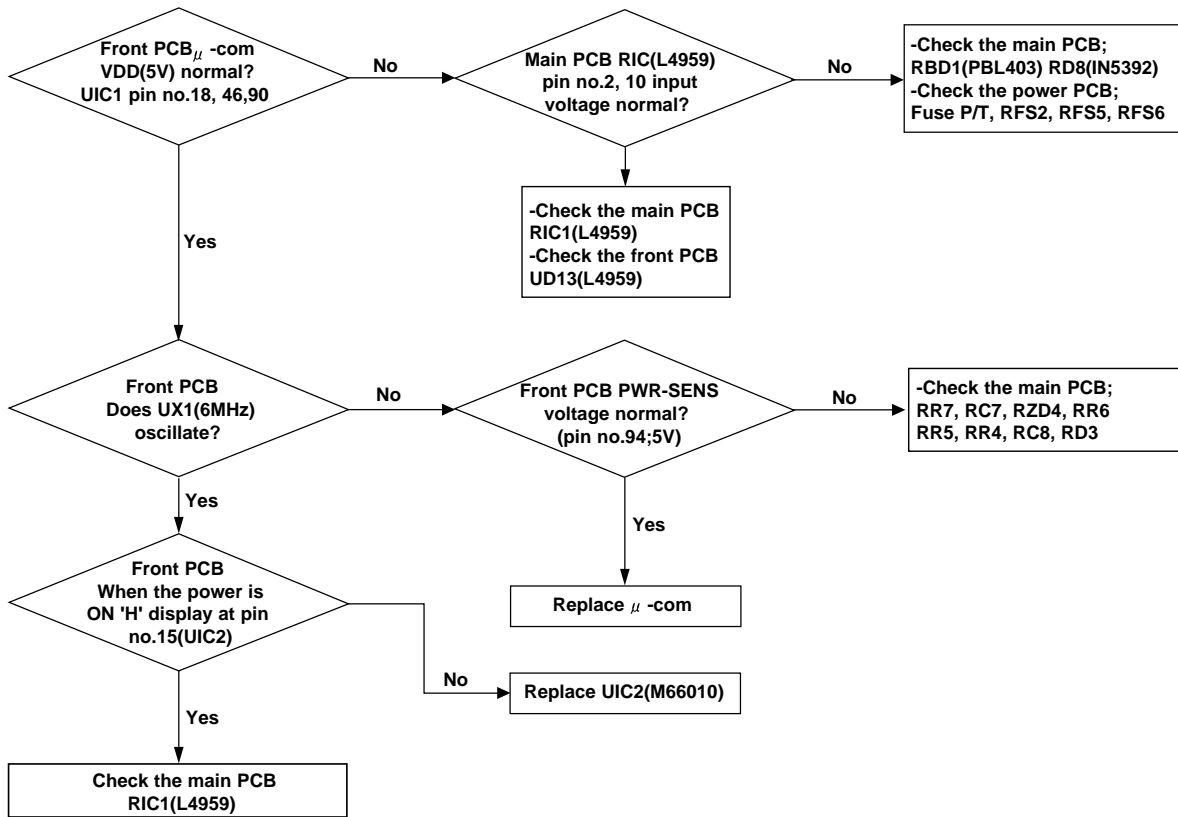 Front PCB μ -com
VDD(5V) normal?
UIC1 pin no.18, 46,90
No
Main PCB RIC(L4959)
pin no.2, 10 input
voltage normal?
No
-Check the main PCB;
RBD1(PBL403) RD8(IN5392)
-Check the power PCB;
Fuse P/T, RFS2, RFS5, RFS6
-Check the main PCB
RIC1(L4959)
-Check the front PCB
UD13(L4959)
Yes
Front PCB
Does UX1(6MHz)
oscillate?
No
Front PCB PWR-SENS
voltage normal?
(pin no.94;5V)
No
-Check the main PCB;
RR7, RC7, RZD4, RR6
RR5, RR4, RC8, RD3
Yes
Yes
Replace μ -com
Front PCB
When the power is
ON 'H' display at pin
no.15(UIC2)
No
Replace UIC2(M66010)
Yes
Check the main PCB
RIC1(L4959)